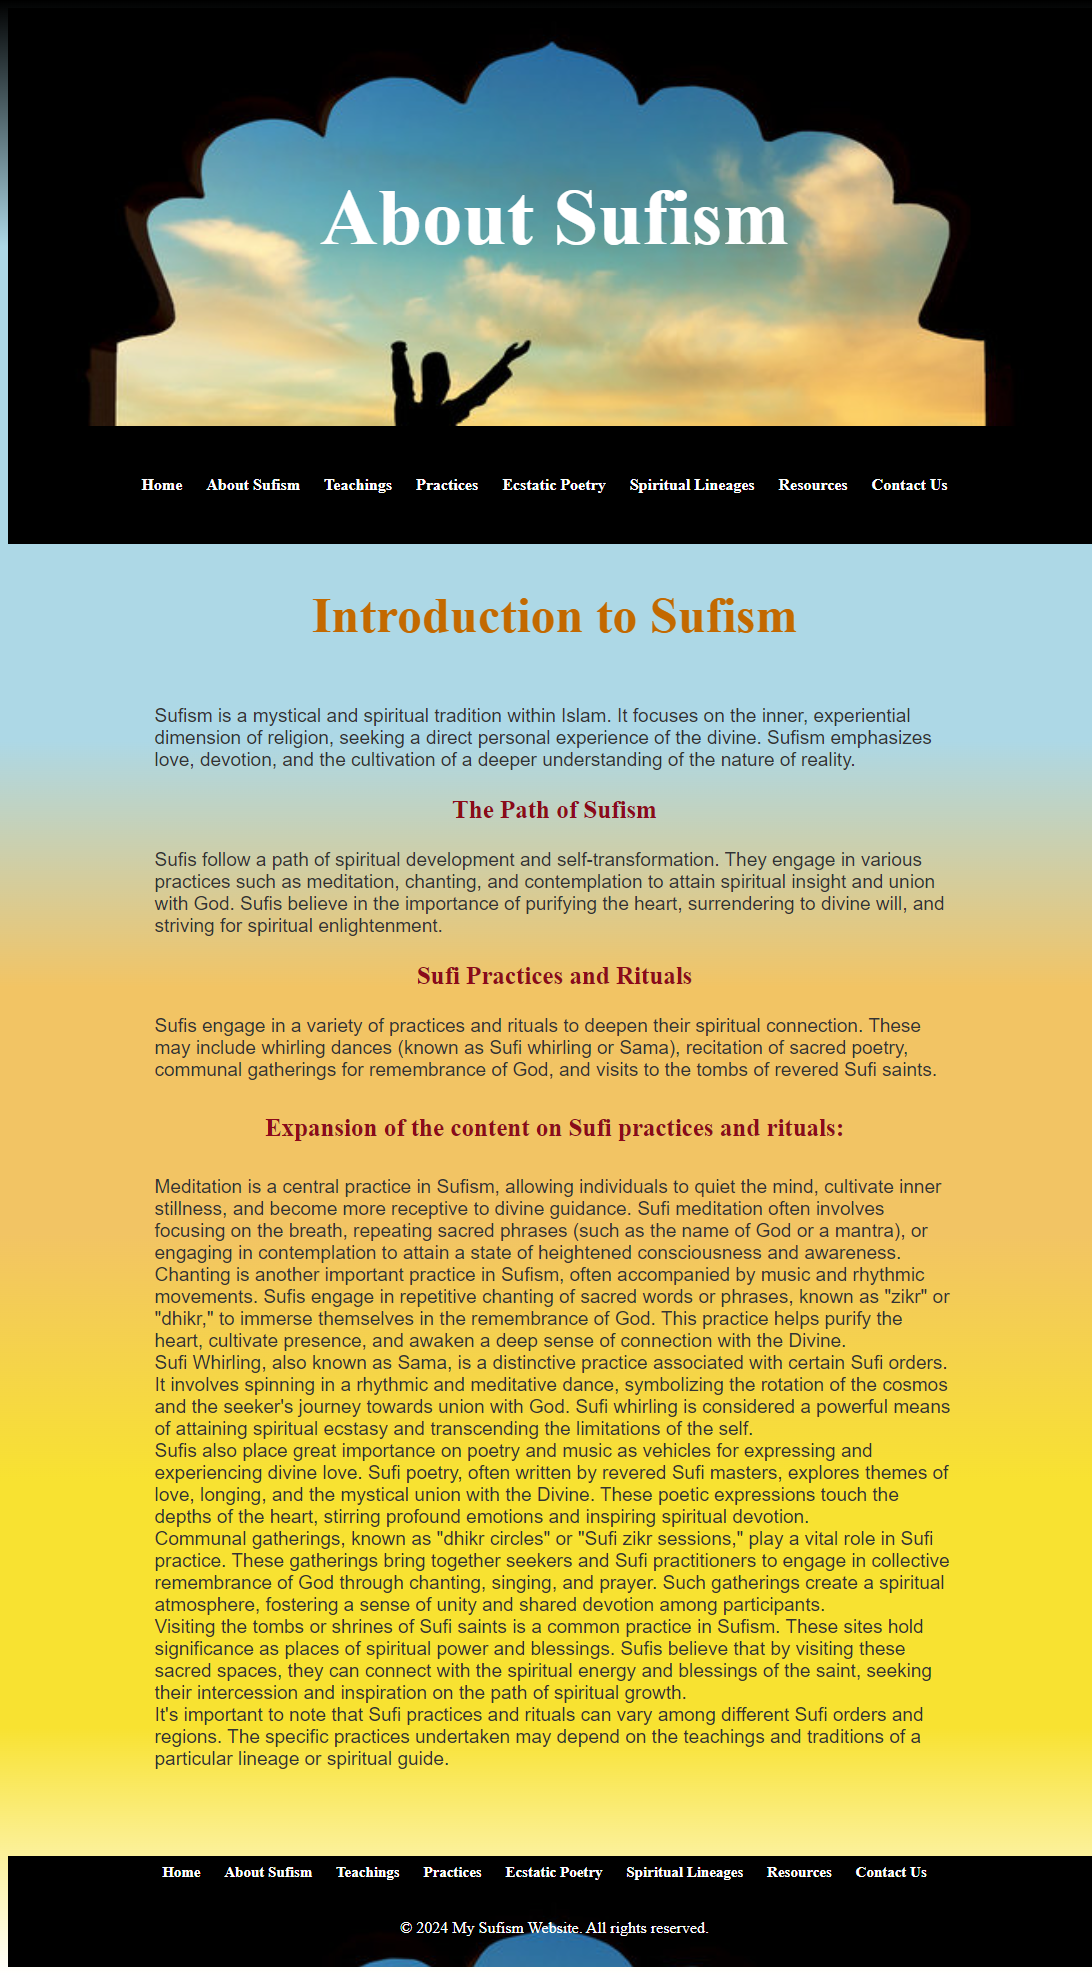 About Sufism
Home About Sufism Teachings Practices Ecstatic Poetry Spiritual Lineages Resources Contact Us
Introduction to Sufism
Sufism is a mystical and spiritual tradition within Islam. It focuses on the inner, experiential
dimension of religion, seeking a direct personal experience of the divine. Sufism emphasizes
love, devotion, and the cultivation of a deeper understanding of the nature of reality.
The Path of Sufism
Sufis follow a path of spiritual development and self-transformation. They engage in various
practices such as meditation, chanting, and contemplation to attain spiritual insight and union
with God. Sufis believe in the importance of purifying the heart, surrendering to divine will, and
striving for spiritual enlightenment.
Sufi Practices and Rituals
Sufis engage in a variety of practices and rituals to deepen their spiritual connection. These
may include whirling dances (known as Sufi whirling or Sama), recitation of sacred poetry,
communal gatherings for remembrance of God, and visits to the tombs of revered Sufi saints.
Expansion of the content on Sufi practices and rituals:
Meditation is a central practice in Sufism, allowing individuals to quiet the mind, cultivate inner
stillness, and become more receptive to divine guidance. Sufi meditation often involves
focusing on the breath, repeating sacred phrases (such as the name of God or a mantra), or
engaging in contemplation to attain a state of heightened consciousness and awareness.
Chanting is another important practice in Sufism, often accompanied by music and rhythmic
movements. Sufis engage in repetitive chanting of sacred words or phrases, known as "zikr" or
"dhikr," to immerse themselves in the remembrance of God. This practice helps purify the
heart, cultivate presence, and awaken a deep sense of connection with the Divine.
Sufi Whirling, also known as Sama, is a distinctive practice associated with certain Sufi orders.
It involves spinning in a rhythmic and meditative dance, symbolizing the rotation of the cosmos
and the seeker's journey towards union with God. Sufi whirling is considered a powerful means
of attaining spiritual ecstasy and transcending the limitations of the self.
Sufis also place great importance on poetry and music as vehicles for expressing and
experiencing divine love. Sufi poetry, often written by revered Sufi masters, explores themes of
love, longing, and the mystical union with the Divine. These poetic expressions touch the
depths of the heart, stirring profound emotions and inspiring spiritual devotion.
Communal gatherings, known as "dhikr circles" or "Sufi zikr sessions," play a vital role in Sufi
practice. These gatherings bring together seekers and Sufi practitioners to engage in collective
remembrance of God through chanting, singing, and prayer. Such gatherings create a spiritual
atmosphere, fostering a sense of unity and shared devotion among participants.
Visiting the tombs or shrines of Sufi saints is a common practice in Sufism. These sites hold
significance as places of spiritual power and blessings. Sufis believe that by visiting these
sacred spaces, they can connect with the spiritual energy and blessings of the saint, seeking
their intercession and inspiration on the path of spiritual growth.
It's important to note that Sufi practices and rituals can vary among different Sufi orders and
regions. The specific practices undertaken may depend on the teachings and traditions of a
particular lineage or spiritual guide.
Home About Sufism Teachings Practices Ecstatic Poetry Spiritual Lineages Resources Contact Us
© 2024 My Sufism Website. All rights reserved.